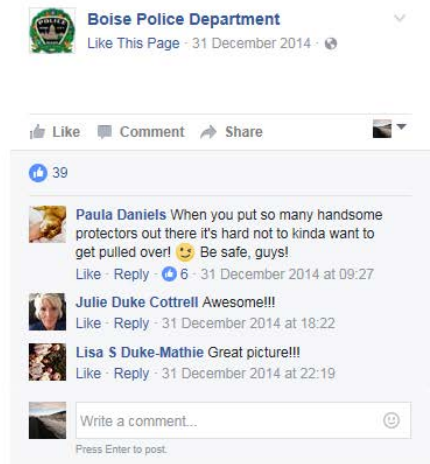 Boise Police Department
Like This Page · 31 December 2014 ·
Like Comment Share
39
Paula Daniels When you put so many handsome
protectors out there it's hard not to kinda want to
get pulled over! 😉 Be safe, guys!
Like · Reply · 6 · 31 December 2014 at 09:27
Julie Duke Cottrell Awesome!!!
Like · Reply · 31 December 2014 at 18:22
Lisa S Duke-Mathie Great picture!!!
Like · Reply · 31 December 2014 at 22:19
Write a comment...
Press Enter to post.